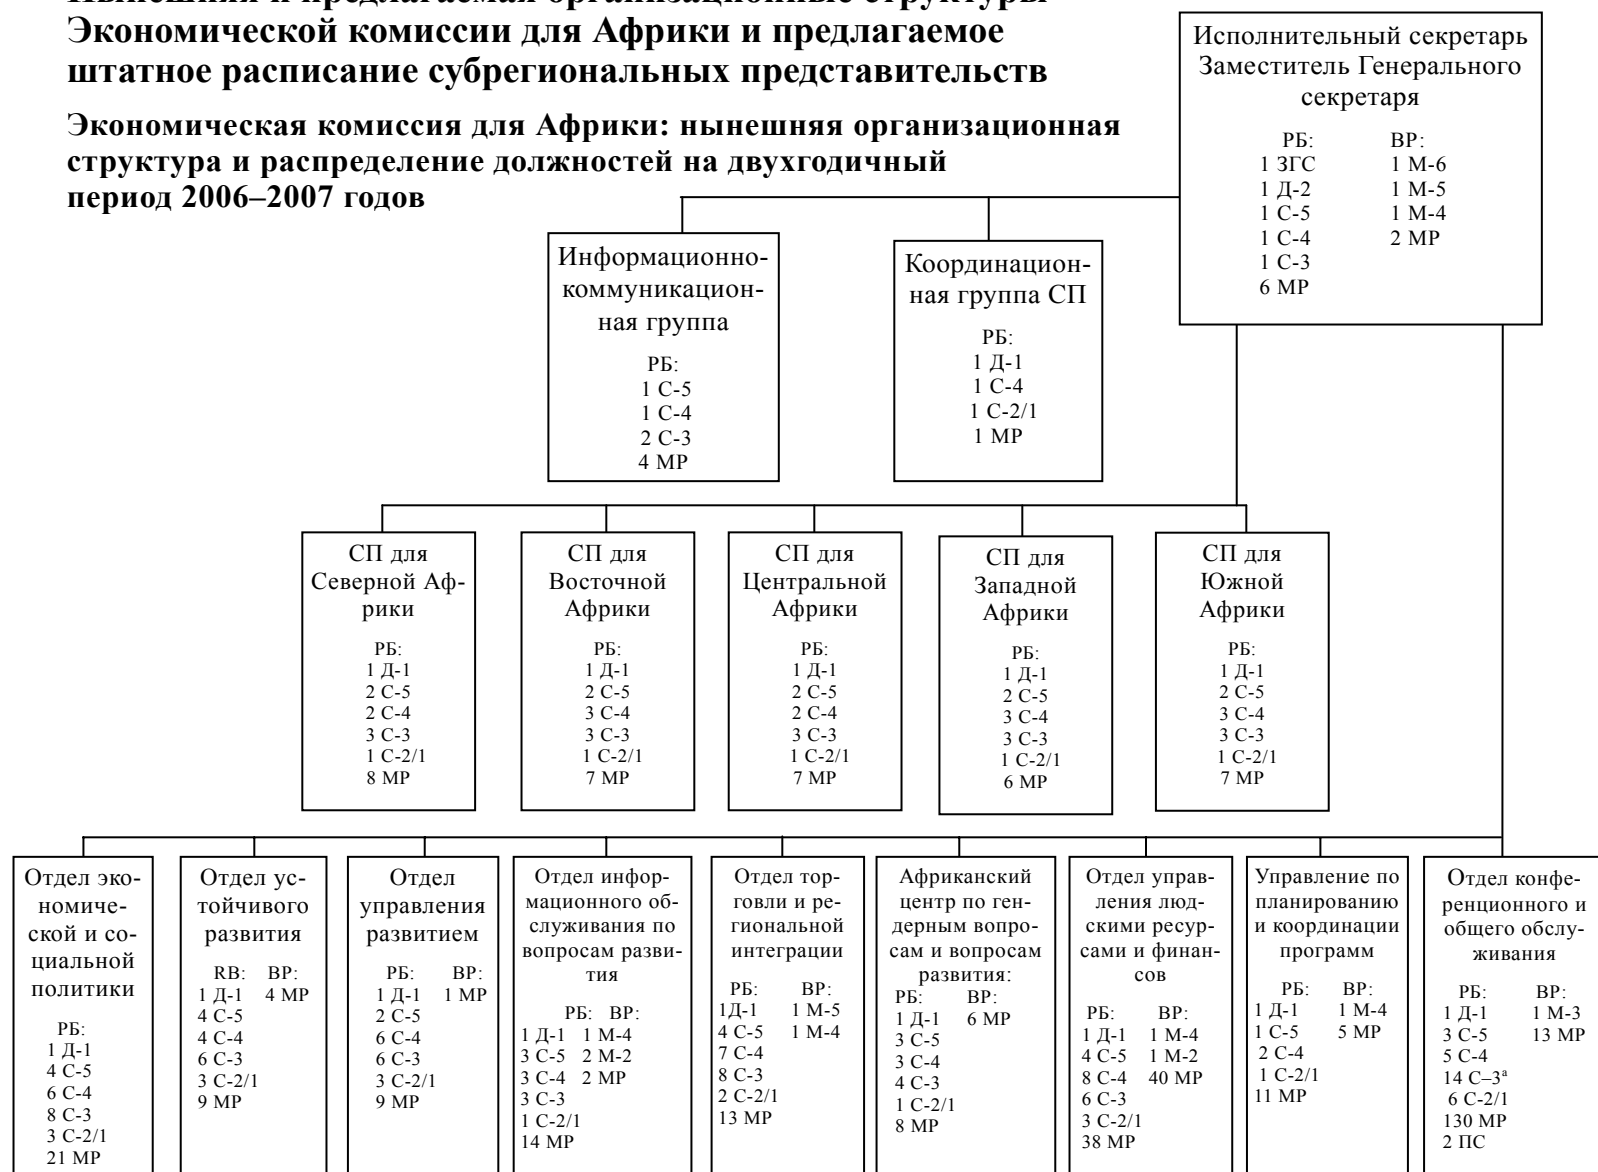 Нынешняя и предлагаемая организационные структуры
Экономической комиссии для Африки и предлагаемое
штатное расписание субрегиональных представительств
Экономическая комиссия для Африки: нынешняя организационная
структура и распределение должностей на двухгодичный
период 2006–2007 годов
Исполнительный секретарь
Заместитель Генерального
секретаря
РБ: ВР:
1 ЗГС 1 М-6
1 Д-2 1 М-5
1 С-5 1 М-4
1 С-4 2 МР
1 С-3
6 МР
Информационно-
коммуникацион-
ная группа
РБ:
1 С-5
1 С-4
2 С-3
4 МР
Координацион-
ная группа СП
РБ:
1 Д-1
1 С-4
1 С-2/1
1 МР
СП для
Северной Аф-
рики
РБ:
1 Д-1
2 С-5
2 С-4
3 С-3
1 С-2/1
8 МР
СП для
Восточной
Африки
РБ:
1 Д-1
2 С-5
3 С-4
3 С-3
1 С-2/1
7 МР
СП для
Центральной
Африки
РБ:
1 Д-1
2 С-5
2 С-4
3 С-3
1 С-2/1
7 МР
СП для
Западной
Африки
РБ:
1 Д-1
2 С-5
3 С-4
3 С-3
1 С-2/1
6 МР
СП для
Южной
Африки
РБ:
1 Д-1
2 С-5
3 С-4
3 С-3
1 С-2/1
7 МР
Отдел эко-
номиче-
ской и со-
циальной
политики
РБ:
1 Д-1
4 С-5
6 С-4
8 С-3
3 С-2/1
21 МР
Отдел ус-
тойчивого
развития
RB: ВР:
1 Д-1 4 МР
4 С-5
4 С-4
6 С-3
3 С-2/1
9 МР
Отдел
управления
развитием
РБ: ВР:
1 Д-1 1 МР
2 С-5
6 С-4
6 С-3
3 С-2/1
9 МР
Отдел инфор-
мационного об-
служивания по
вопросам разви-
тия
РБ: ВР:
1 Д-1 1 М-4
3 С-5 2 М-2
3 С-4 2 МР
3 С-3
1 С-2/1
14 МР
Отдел тор-
говли и ре-
гиональной
интеграции
РБ: ВР:
1Д-1 1 М-5
4 С-5 1 М-4
7 С-4
8 С-3
2 С-2/1
13 МР
Африканский
центр по ген-
дерным вопро-
сам и вопросам
развития:
РБ: ВР:
1 Д-1 6 МР
3 С-5
3 С-4
4 С-3
1 С-2/1
8 МР
Отдел управ-
ления люд-
скими ресур-
сами и финан-
сов
РБ: ВР:
1 Д-1 1 М-4
4 С-5 1 М-2
8 С-4 40 МР
6 С-3
3 С-2/1
38 МР
Управление по
планированию
и координации
программ
РБ: ВР:
1 Д-1 1 М-4
1 С-5 5 МР
2 С-4
1 С-2/1
11 МР
Отдел конфе-
ренционного и
общего обслу-
живания
РБ: ВР:
1 Д-1 1 М-3
3 С-5 13 МР
5 С-4
14 С–3ᵃ
6 С-2/1
130 МР
2 ПС